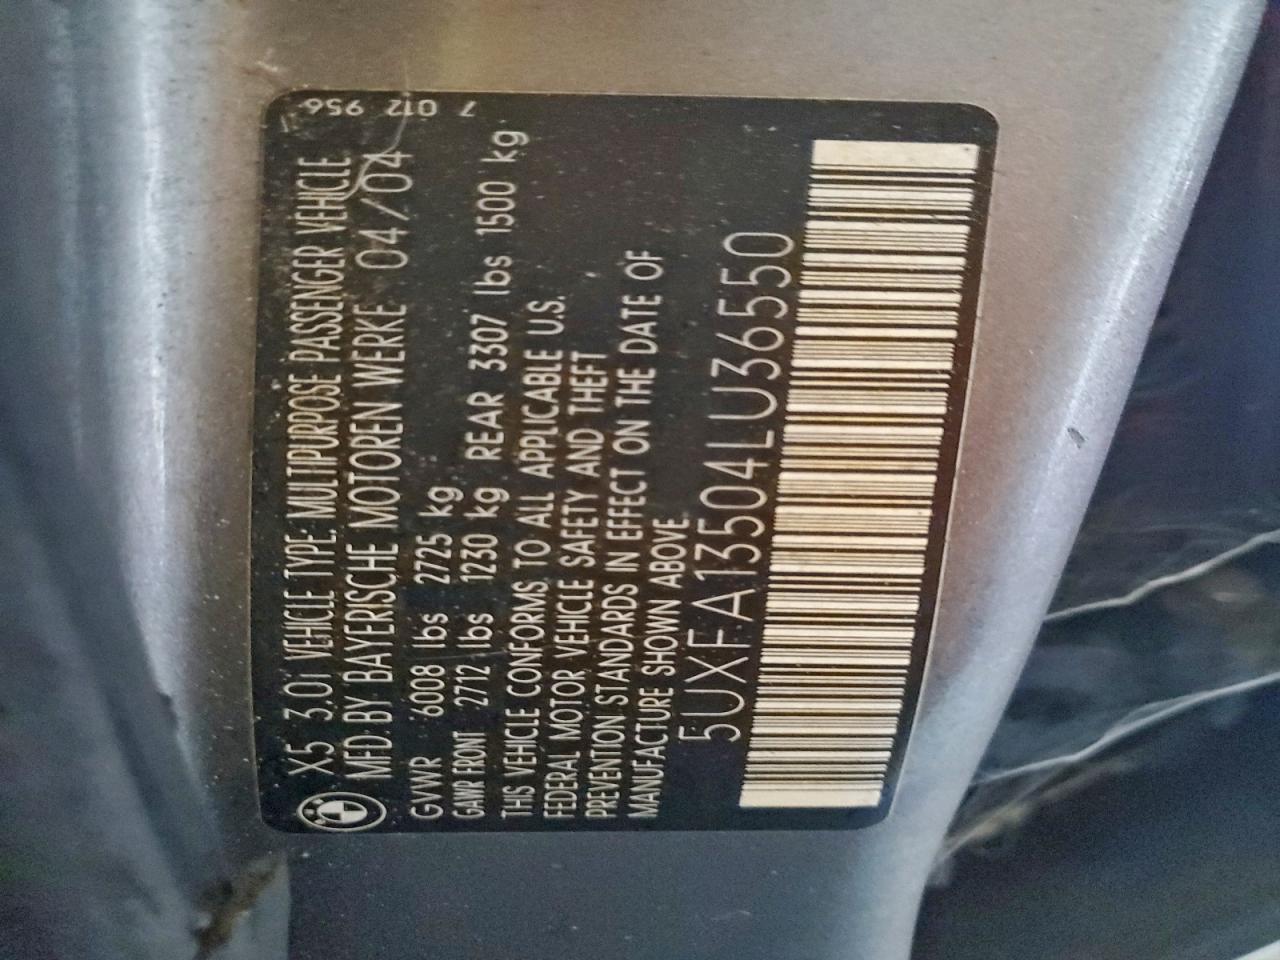 X5 3.0i VEHICLE TYPE: MULTIPURPOSE PASSENGER VEHICLE
MFD. BY BAYERISCHE MOTOREN WERKE 04/04
GVWR 6008 lbs 2725 kg
GAWR FRONT 2712 lbs 1230 kg REAR 3307 lbs 1500 kg
THIS VEHICLE CONFORMS TO ALL APPLICABLE U.S.
FEDERAL MOTOR VEHICLE SAFETY AND THEFT
PREVENTION STANDARDS IN EFFECT ON THE DATE OF
MANUFACTURE SHOWN ABOVE.
5UXFA13504LU36550
7 012 956